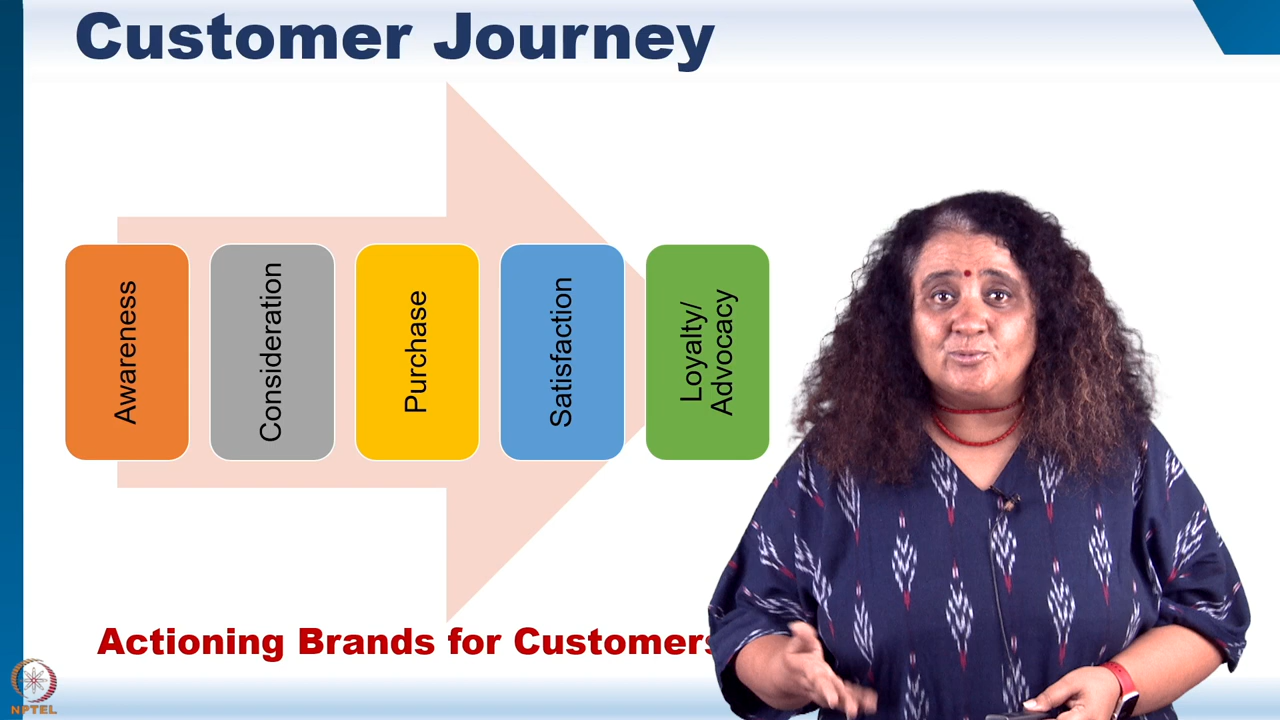 Customer Journey
Awareness
Consideration
Purchase
Satisfaction
Loyalty/
Advocacy
Actioning Brands for Customers
NPTEL